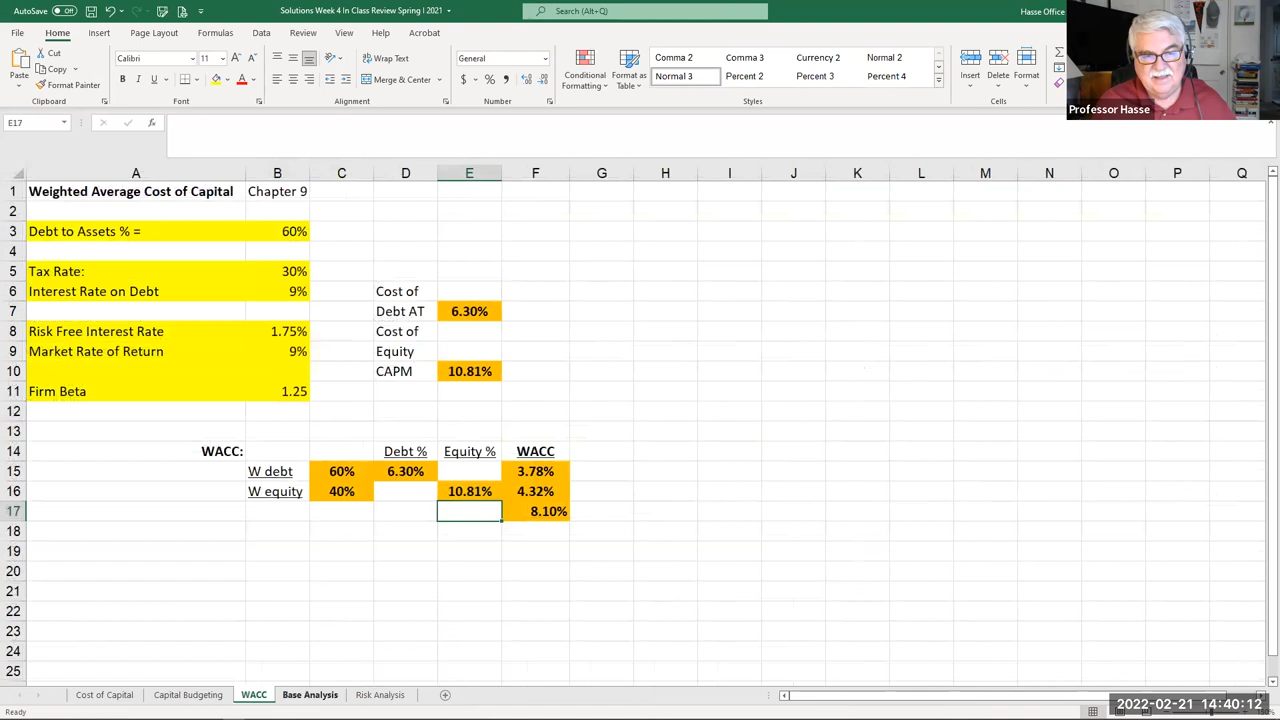 AutoSave Off Solutions Week 4 In Class Review Spring I 2021 Search (Alt+Q) Hasse Office
File Home Insert Page Layout Formulas Data Review View Help Acrobat
Paste Cut Copy Format Painter Clipboard
Calibri 11 B I U Font
Wrap Text Merge & Center Alignment
General $ % Number
Conditional Formatting Format as Table
Comma 2 Comma 3 Currency 2 Normal 2
Normal 3 Percent 2 Percent 3 Percent 4
Styles
Insert Delete Format Cells
Professor Hasse
E17 fx
A B C D E F G H I J K L M N O P Q
1 Weighted Average Cost of Capital Chapter 9
2
3 Debt to Assets % = 60%
4
5 Tax Rate: 30%
6 Interest Rate on Debt 9% Cost of
7 Debt AT 6.30%
8 Risk Free Interest Rate 1.75% Cost of
9 Market Rate of Return 9% Equity
10 CAPM 10.81%
11 Firm Beta 1.25
12
13
14 WACC: Debt % Equity % WACC
15 W debt 60% 6.30% 3.78%
16 W equity 40% 10.81% 4.32%
17 8.10%
18
19
20
21
22
23
24
25
Cost of Capital Capital Budgeting WACC Base Analysis Risk Analysis
Ready
2022-02-21 14:40:12